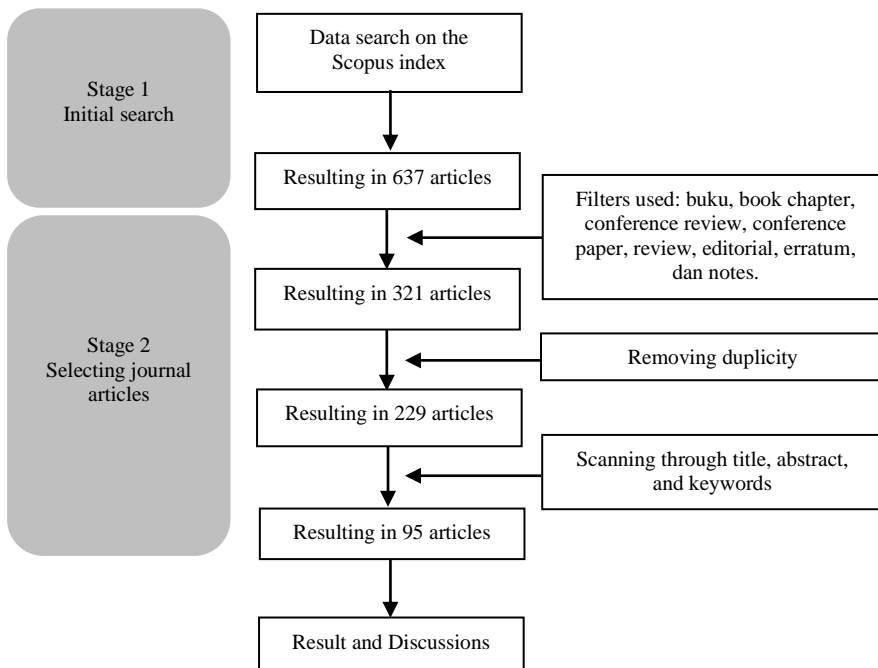 Stage 1
Initial search
Data search on the
Scopus index
Resulting in 637 articles
Filters used: buku, book chapter,
conference review, conference
paper, review, editorial, erratum,
dan notes.
Stage 2
Selecting journal
articles
Resulting in 321 articles
Removing duplicity
Resulting in 229 articles
Scanning through title, abstract,
and keywords
Resulting in 95 articles
Result and Discussions